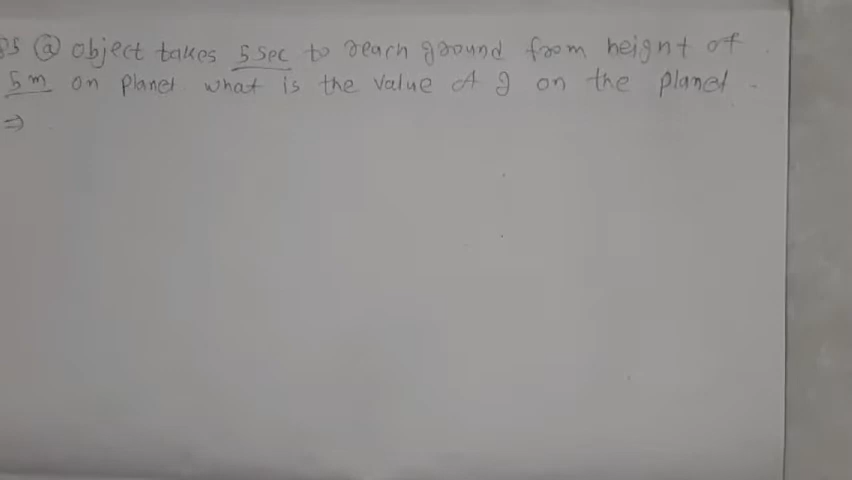 Q5 @ object takes 5 sec to reach ground from height of
5m on planet what is the value of g on the planet.
⇒